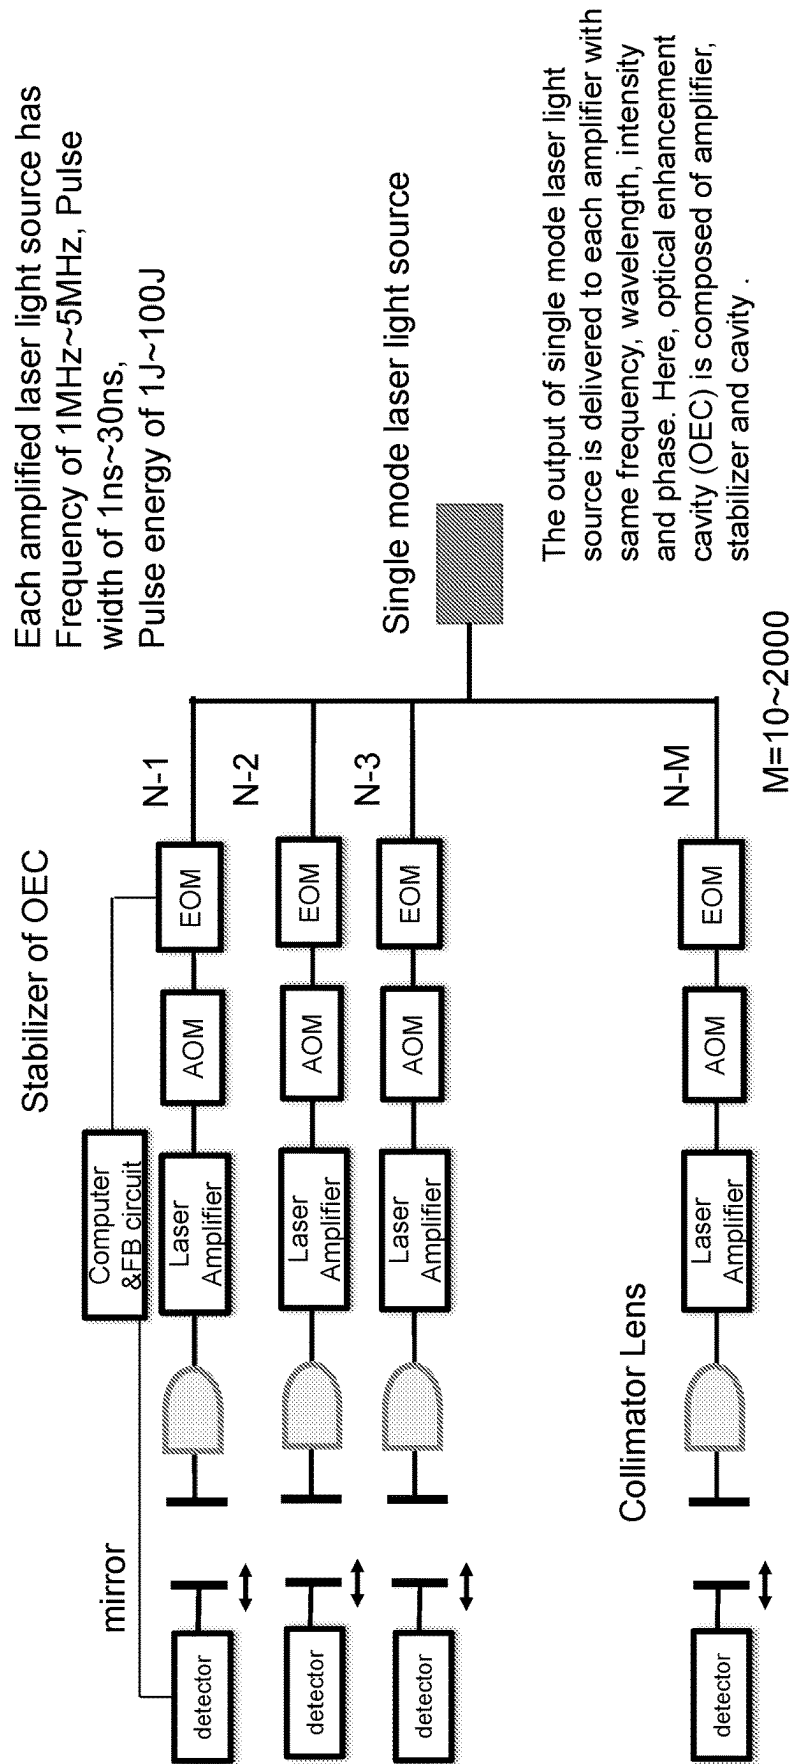 Each amplified laser light source has
Frequency of 1MHz~5MHz, Pulse
width of 1ns~30ns,
Pulse energy of 1J~100J
Stabilizer of OEC
Single mode laser light source
The output of single mode laser light
source is delivered to each amplifier with
same frequency, wavelength, intensity
and phase. Here, optical enhancement
cavity (OEC) is composed of amplifier,
stabilizer and cavity .
mirror
Computer
&FB circuit
detector
Laser
Amplifier
AOM
EOM
N-1
detector
Laser
Amplifier
AOM
EOM
N-2
detector
Laser
Amplifier
AOM
EOM
N-3
Collimator Lens
detector
Laser
Amplifier
AOM
EOM
N-M
M=10~2000